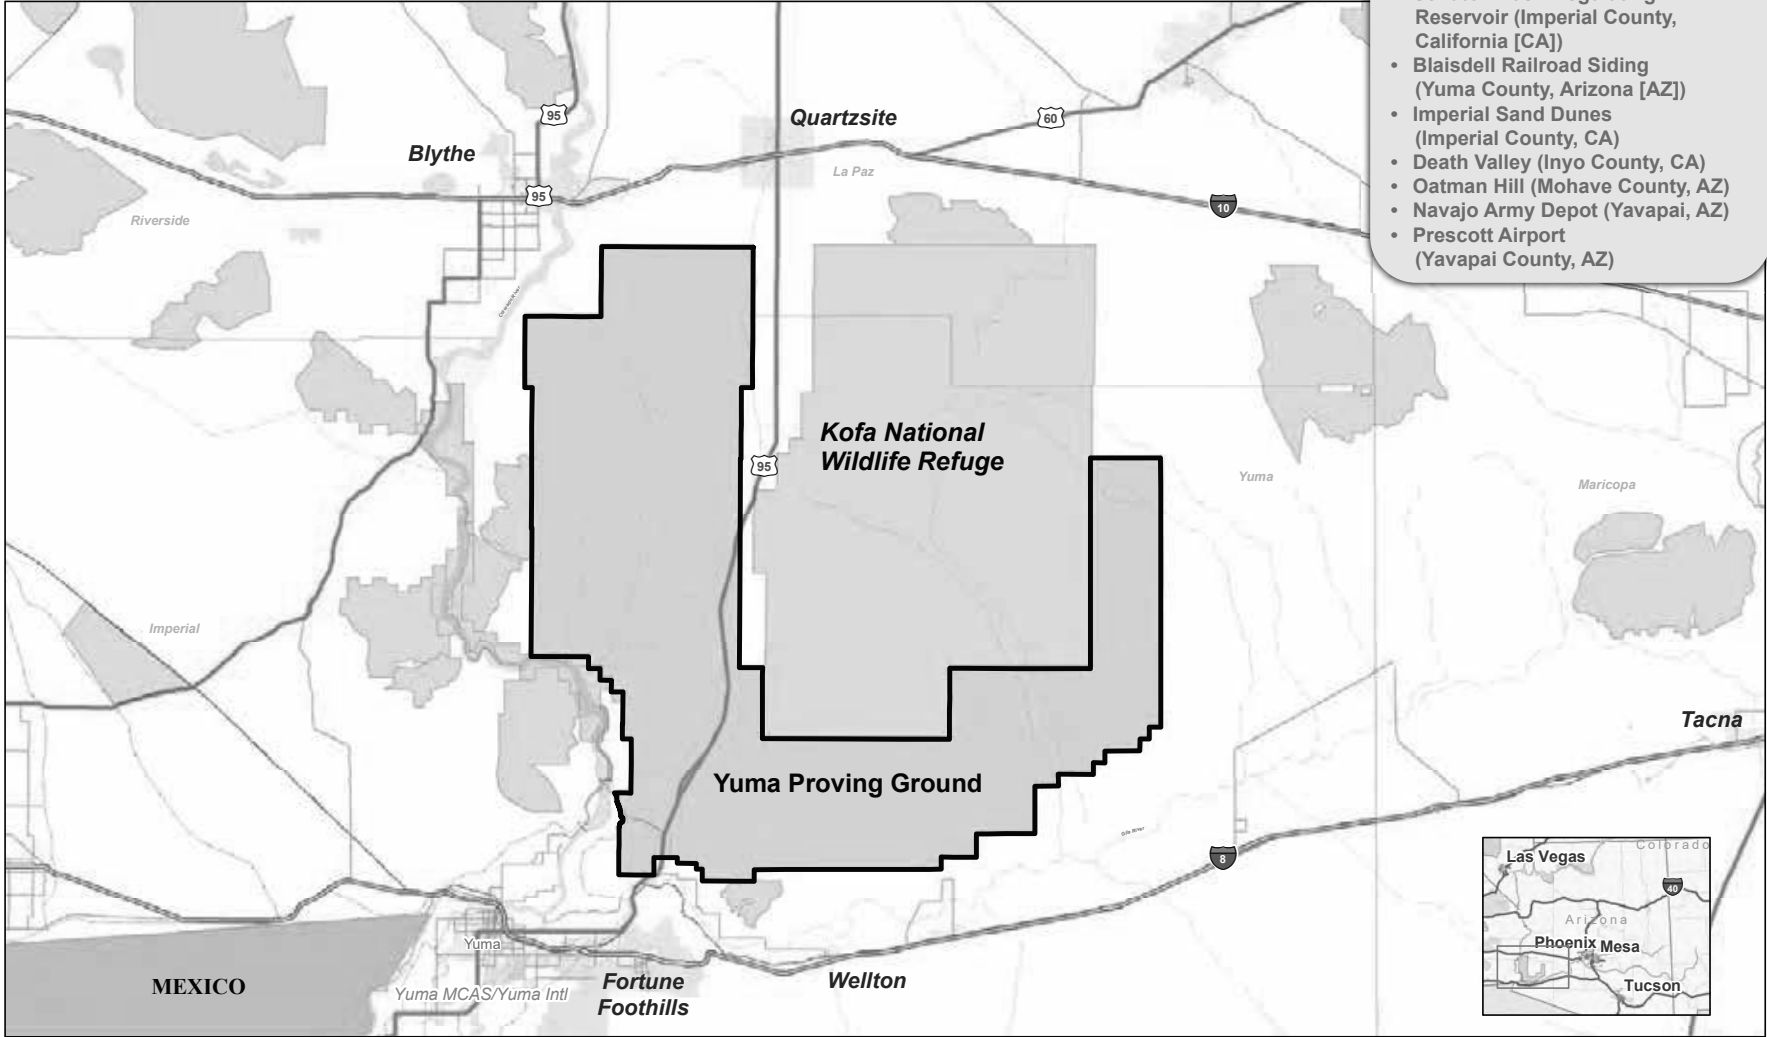 Reservoir (Imperial County,
California [CA])
• Blaisdell Railroad Siding
(Yuma County, Arizona [AZ])
• Imperial Sand Dunes
(Imperial County, CA)
• Death Valley (Inyo County, CA)
• Oatman Hill (Mohave County, AZ)
• Navajo Army Depot (Yavapai, AZ)
• Prescott Airport
(Yavapai County, AZ)
95
Quartzsite
60
Blythe
La Paz
95
10
Riverside
Colorado River
Kofa National
Wildlife Refuge
95
Yuma
Maricopa
Imperial
Tacna
Yuma Proving Ground
Gila River
8
Las Vegas
Colorado
40
Arizona
Phoenix
Mesa
Tucson
Yuma
MEXICO
Yuma MCAS/Yuma Intl
Fortune
Foothills
Wellton